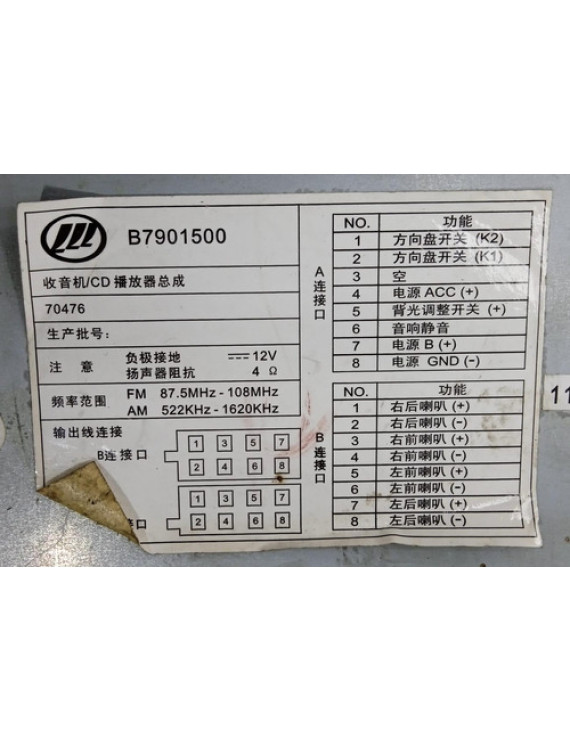 B7901500
收音机/CD 播放器总成
70476
生产批号:
注 意 负极接地 12V
扬声器阻抗 4 Ω
频率范围 FM 87.5MHz - 108MHz
AM 522KHz - 1620KHz
输出线连接
B连接口
1 3 5 7
2 4 6 8
1 3 5 7
接口 2 4 6 8
A连接口
NO. 功能
1 方向盘开关 (K2)
2 方向盘开关 (K1)
3 空
4 电源 ACC (+)
5 背光调整开关 (+)
6 音响静音
7 电源 B (+)
8 电源 GND (-)
B连接口
NO. 功能
1 右后喇叭 (+)
2 右后喇叭 (-)
3 右前喇叭 (+)
4 右前喇叭 (-)
5 左前喇叭 (+)
6 左前喇叭 (-)
7 左后喇叭 (+)
8 左后喇叭 (-)
11